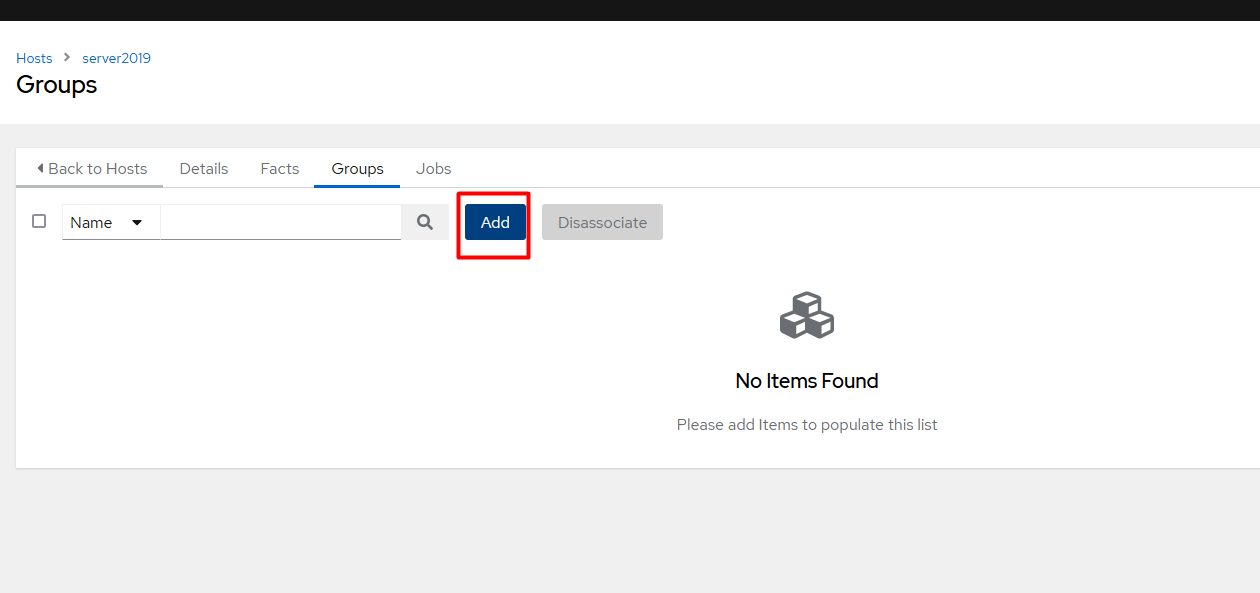 Hosts server2019
Groups
Back to Hosts Details Facts Groups Jobs
Name Add Disassociate
No Items Found
Please add Items to populate this list